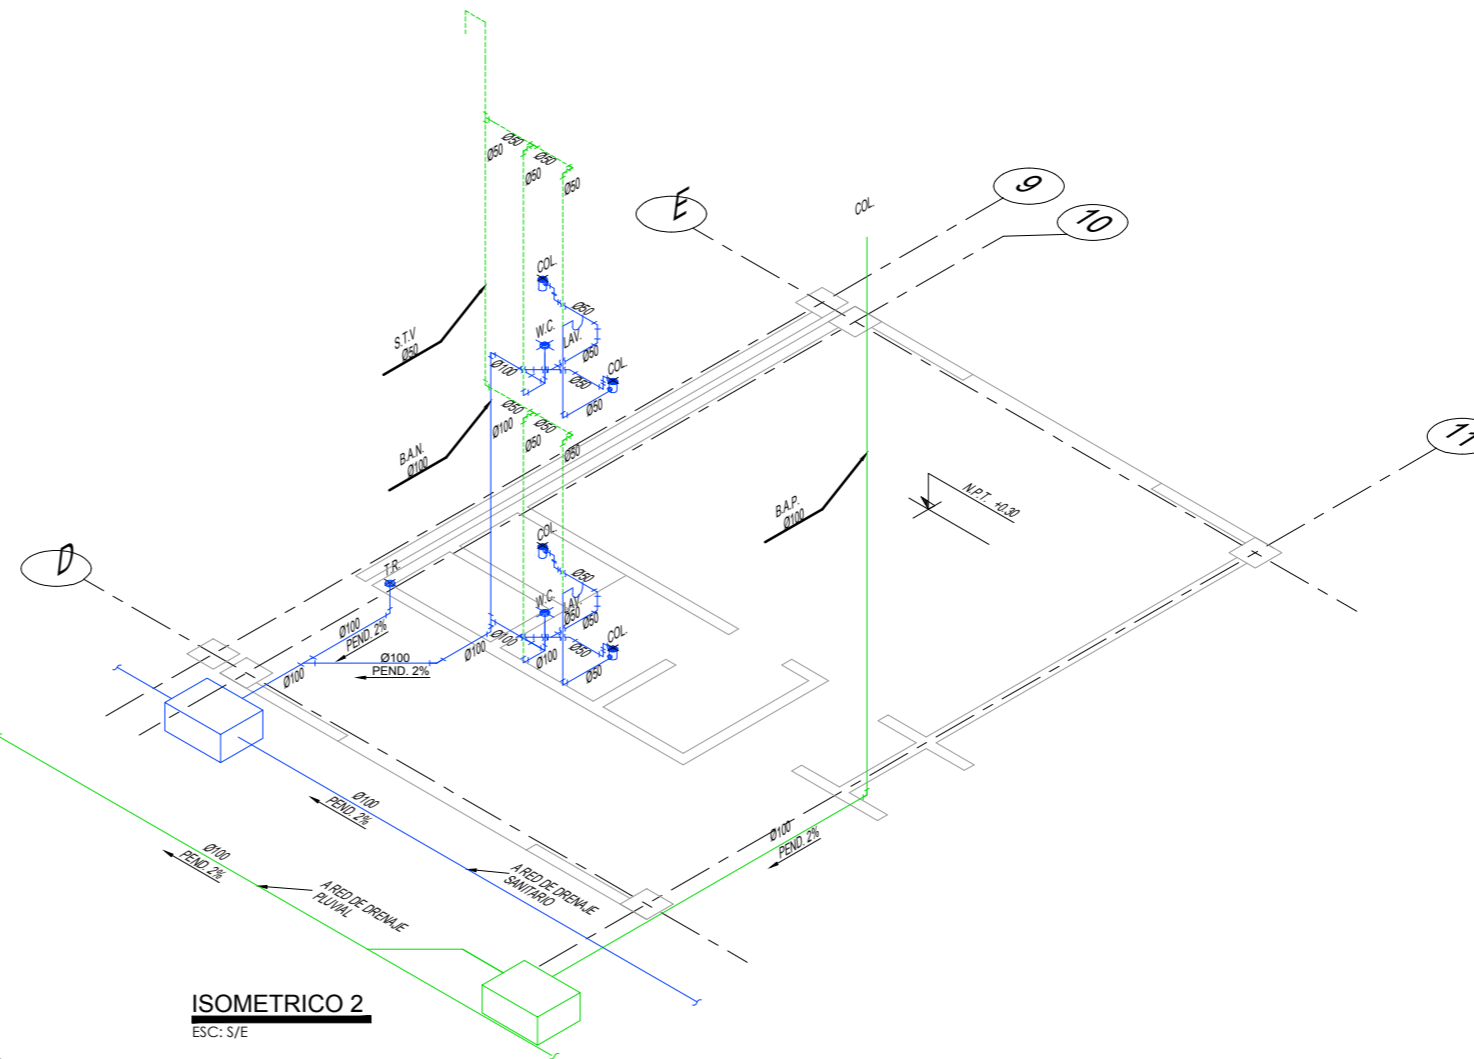 Ø50
Ø50
Ø50
Ø50
Ø50
9
E
10
COL.
COL.
Ø50
S.T.V
Ø50
W.C.
LAV.
Ø50
Ø100
Ø50
COL.
Ø50
Ø50
Ø100
Ø50
Ø50
Ø50
B.A.N.
Ø100
11
N.P.T. +0.30
B.A.P.
Ø100
COL.
D
T.R.
Ø50
W.C.
LAV.
Ø50
Ø50
Ø100
PEND. 2%
Ø100
COL.
Ø50
Ø100
Ø100
Ø100
PEND. 2%
Ø100
Ø50
Ø100
PEND. 2%
Ø100
PEND. 2%
Ø100
PEND. 2%
A RED DE DRENAJE
SANITARIO
A RED DE DRENAJE
PLUVIAL
ISOMETRICO 2
ESC: S/E